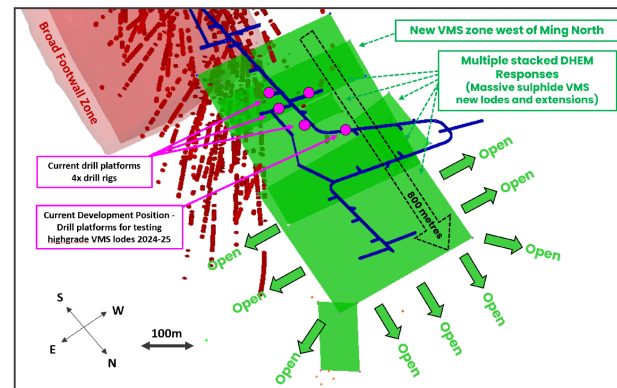 Broad Footwall Zone
New VMS zone west of Ming North
Multiple stacked DHEM
Responses
(Massive sulphide VMS
new lodes and extensions)
Current drill platforms
4x drill rigs
Current Development Position -
Drill platforms for testing
highgrade VMS lodes 2024-25
800 metres
Open
Open
Open
Open
Open
Open
Open
Open
Open
Open
S
W
E
N
100m